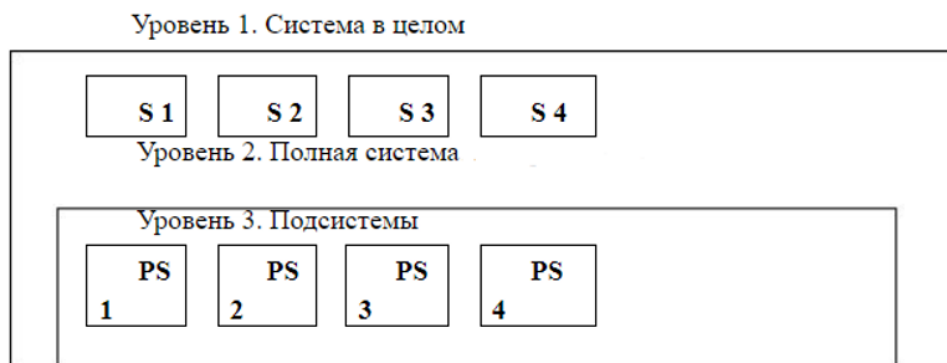 Уровень 1. Система в целом
S 1 S 2 S 3 S 4
Уровень 2. Полная система
Уровень 3. Подсистемы
PS PS PS PS
1 2 3 4